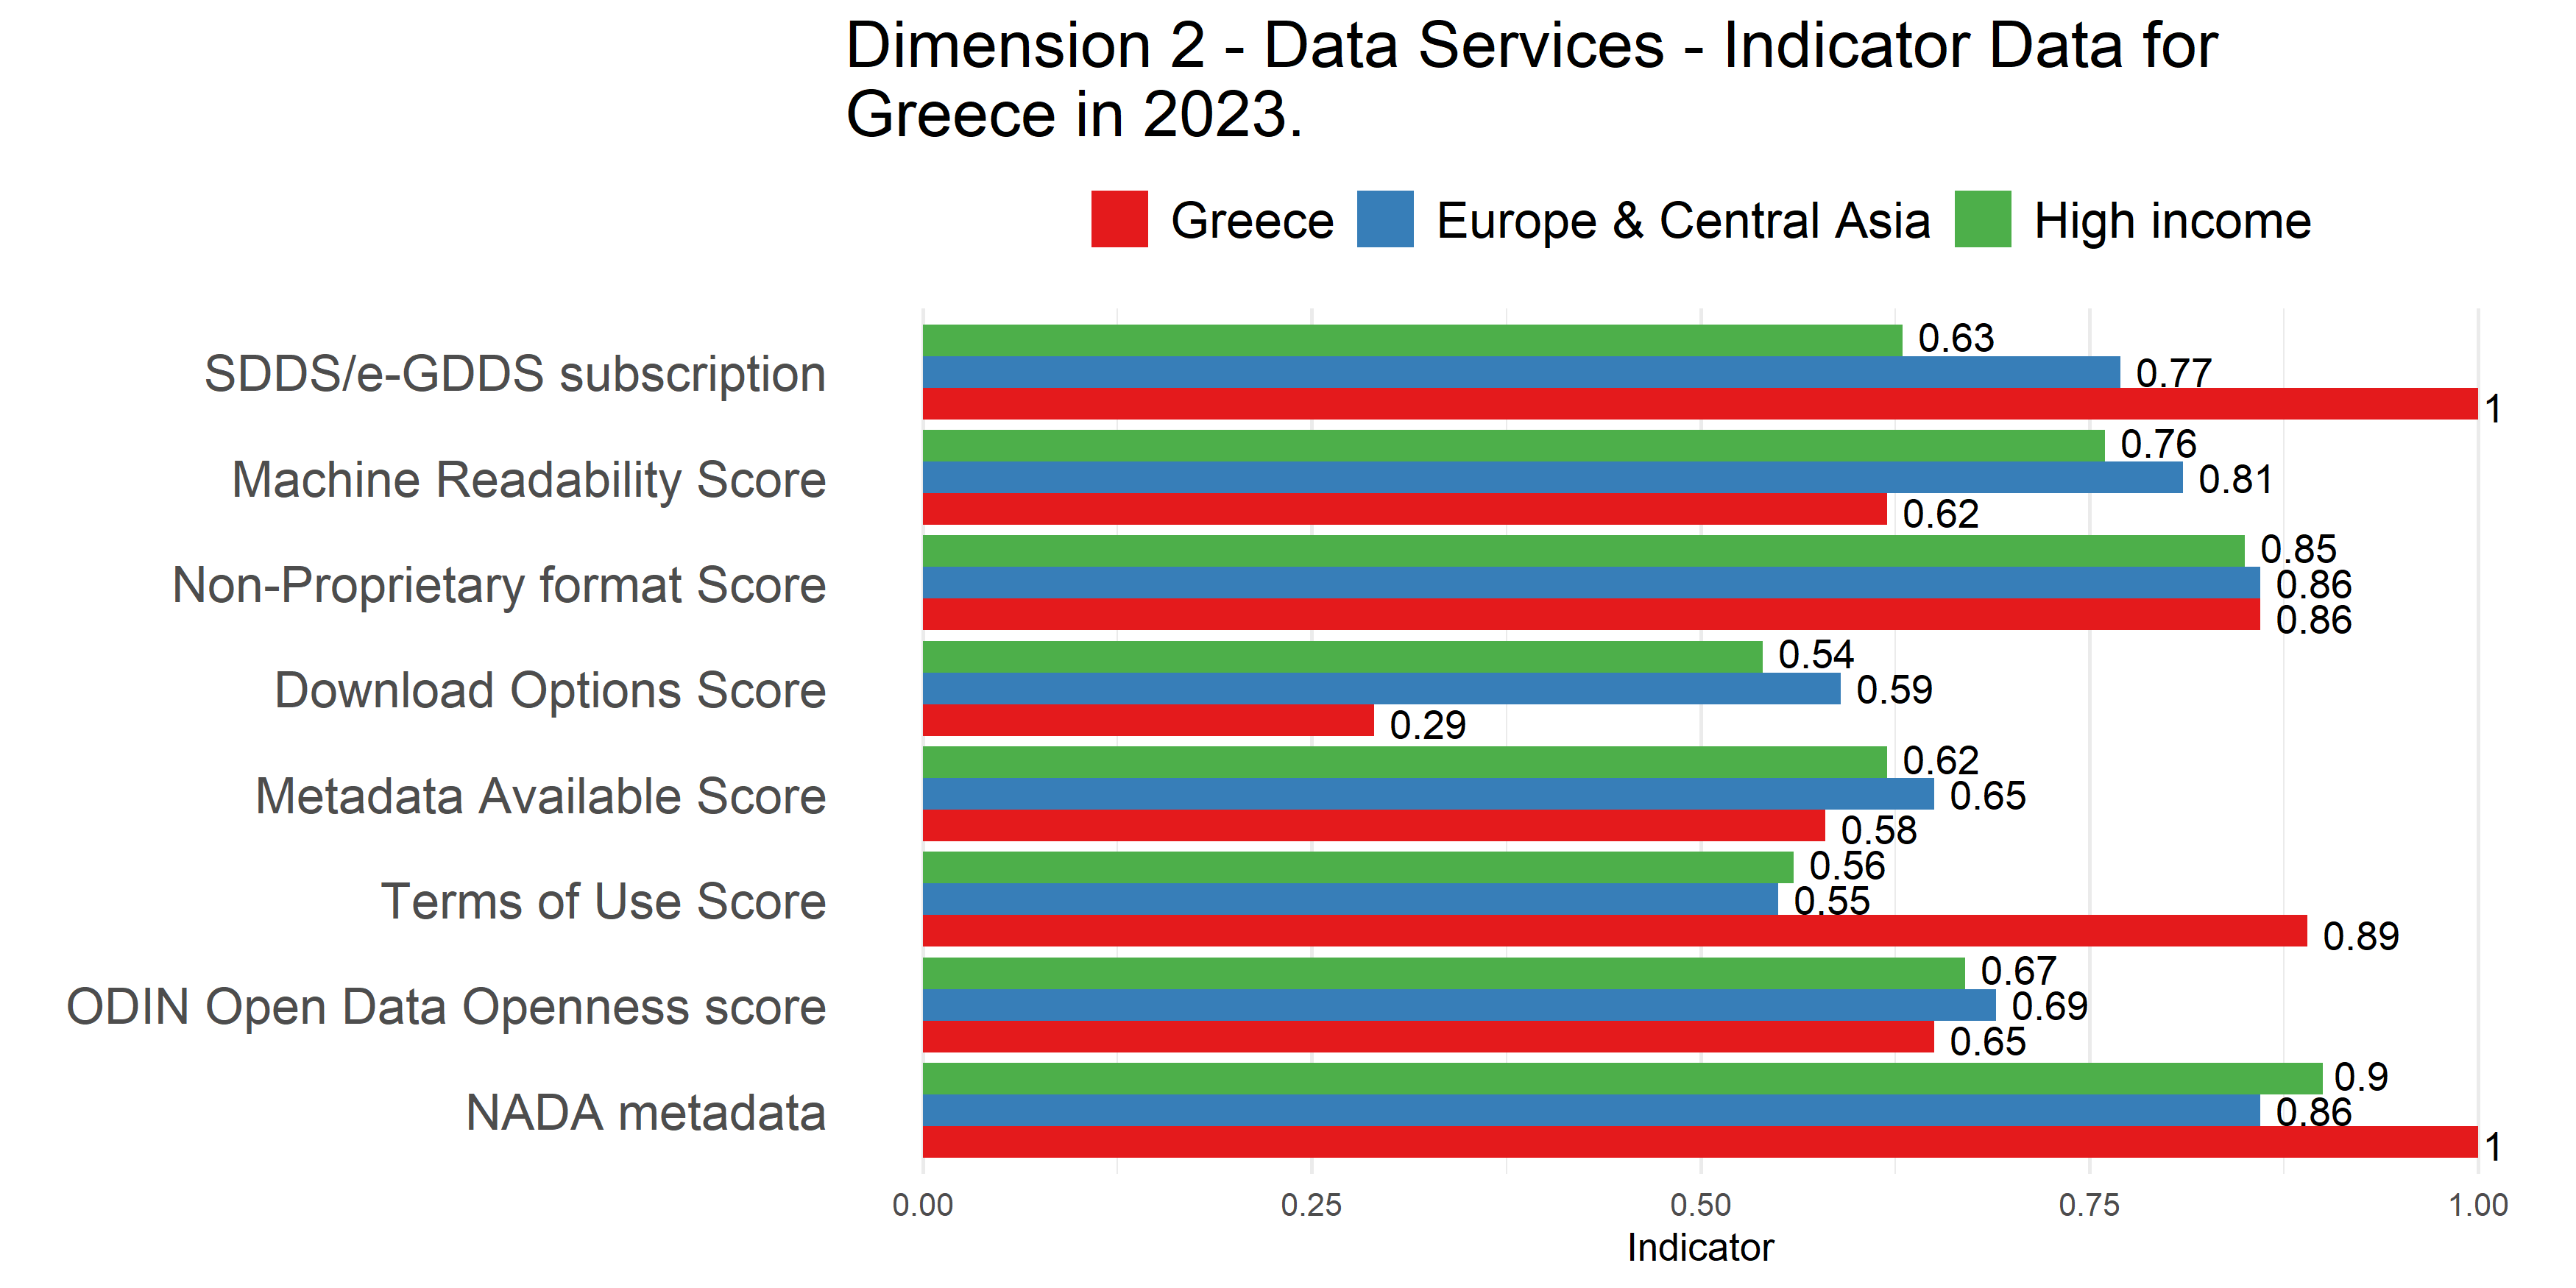 Dimension 2 - Data Services - Indicator Data for
Greece in 2023.
Greece Europe & Central Asia High income
SDDS/e-GDDS subscription
0.63
0.77
1
Machine Readability Score
0.76
0.81
0.62
Non-Proprietary format Score
0.85
0.86
0.86
Download Options Score
0.54
0.59
0.29
Metadata Available Score
0.62
0.65
0.58
Terms of Use Score
0.56
0.55
0.89
ODIN Open Data Openness score
0.67
0.69
0.65
NADA metadata
0.9
0.86
1
0.00 0.25 0.50 0.75 1.00
Indicator